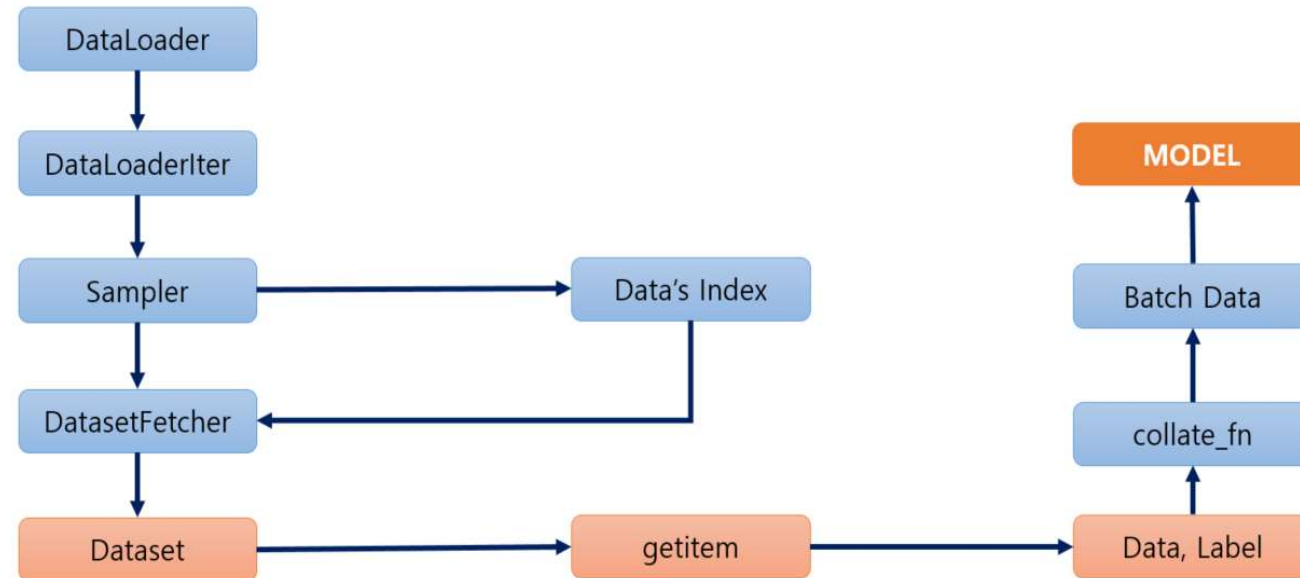 DataLoader
DataLoaderIter
MODEL
Sampler
Data's Index
Batch Data
DatasetFetcher
collate_fn
Dataset
getitem
Data, Label